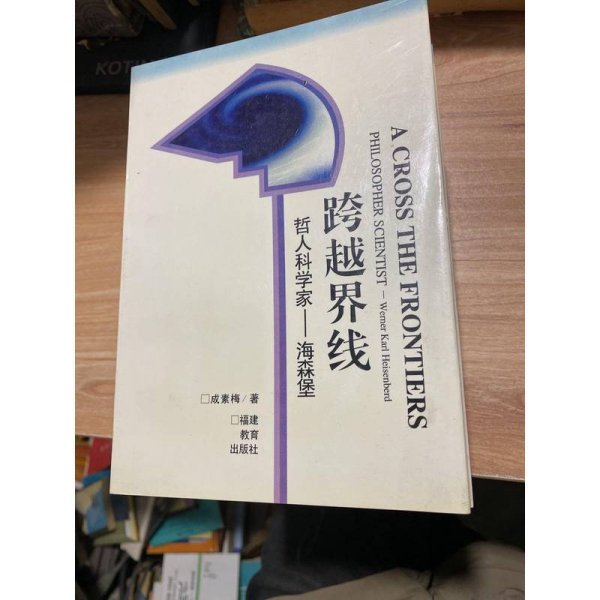 A CROSS THE FRONTIERS
PHILOSOPHER SCIENTIST – Werner Karl Heisenberd
跨越界线
哲人科学家——海森堡
□成素梅/著
□福建
教育
出版社